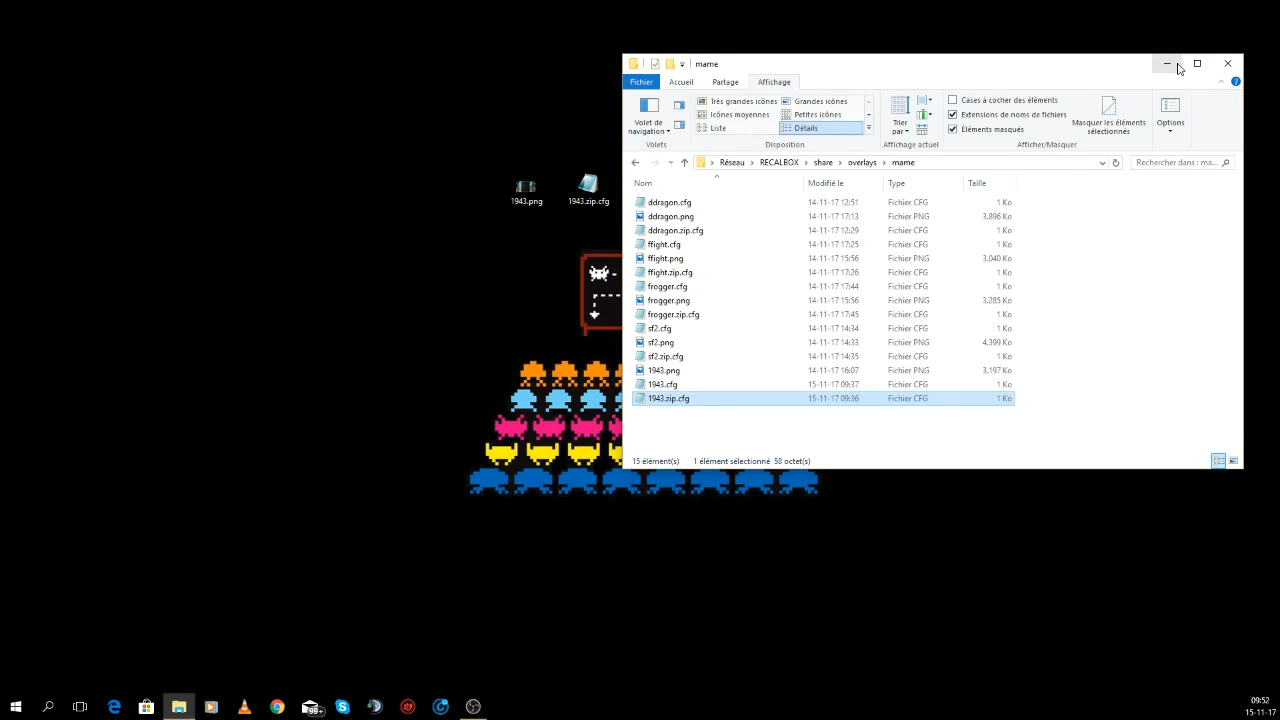 mame
Fichier Accueil Partage Affichage
Très grandes icônes Grandes icônes
Icônes moyennes Petites icônes
Liste Détails
Volet de
navigation
Trier
par
Cases à cocher des éléments
Extensions de noms de fichiers
Éléments masqués
Masquer les éléments
sélectionnés
Options
Volets Disposition Affichage actuel Afficher/Masquer
Réseau RECALBOX share overlays mame Rechercher dans : ma...
Nom Modifié le Type Taille
ddragon.cfg 14-11-17 12:51 Fichier CFG 1 Ko
ddragon.png 14-11-17 17:13 Fichier PNG 3.896 Ko
ddragon.zip.cfg 14-11-17 12:29 Fichier CFG 1 Ko
ffight.cfg 14-11-17 17:25 Fichier CFG 1 Ko
ffight.png 14-11-17 15:56 Fichier PNG 3.040 Ko
ffight.zip.cfg 14-11-17 17:26 Fichier CFG 1 Ko
frogger.cfg 14-11-17 17:44 Fichier CFG 1 Ko
frogger.png 14-11-17 15:56 Fichier PNG 3.285 Ko
frogger.zip.cfg 14-11-17 17:45 Fichier CFG 1 Ko
sf2.cfg 14-11-17 14:34 Fichier CFG 1 Ko
sf2.png 14-11-17 14:33 Fichier PNG 4.399 Ko
sf2.zip.cfg 14-11-17 14:35 Fichier CFG 1 Ko
1943.png 14-11-17 16:07 Fichier PNG 3.197 Ko
1943.cfg 15-11-17 09:37 Fichier CFG 1 Ko
1943.zip.cfg 15-11-17 09:36 Fichier CFG 1 Ko
15 élément(s) 1 élément sélectionné 58 octet(s)
1943.png 1943.zip.cfg
99+
09:52
15-11-17